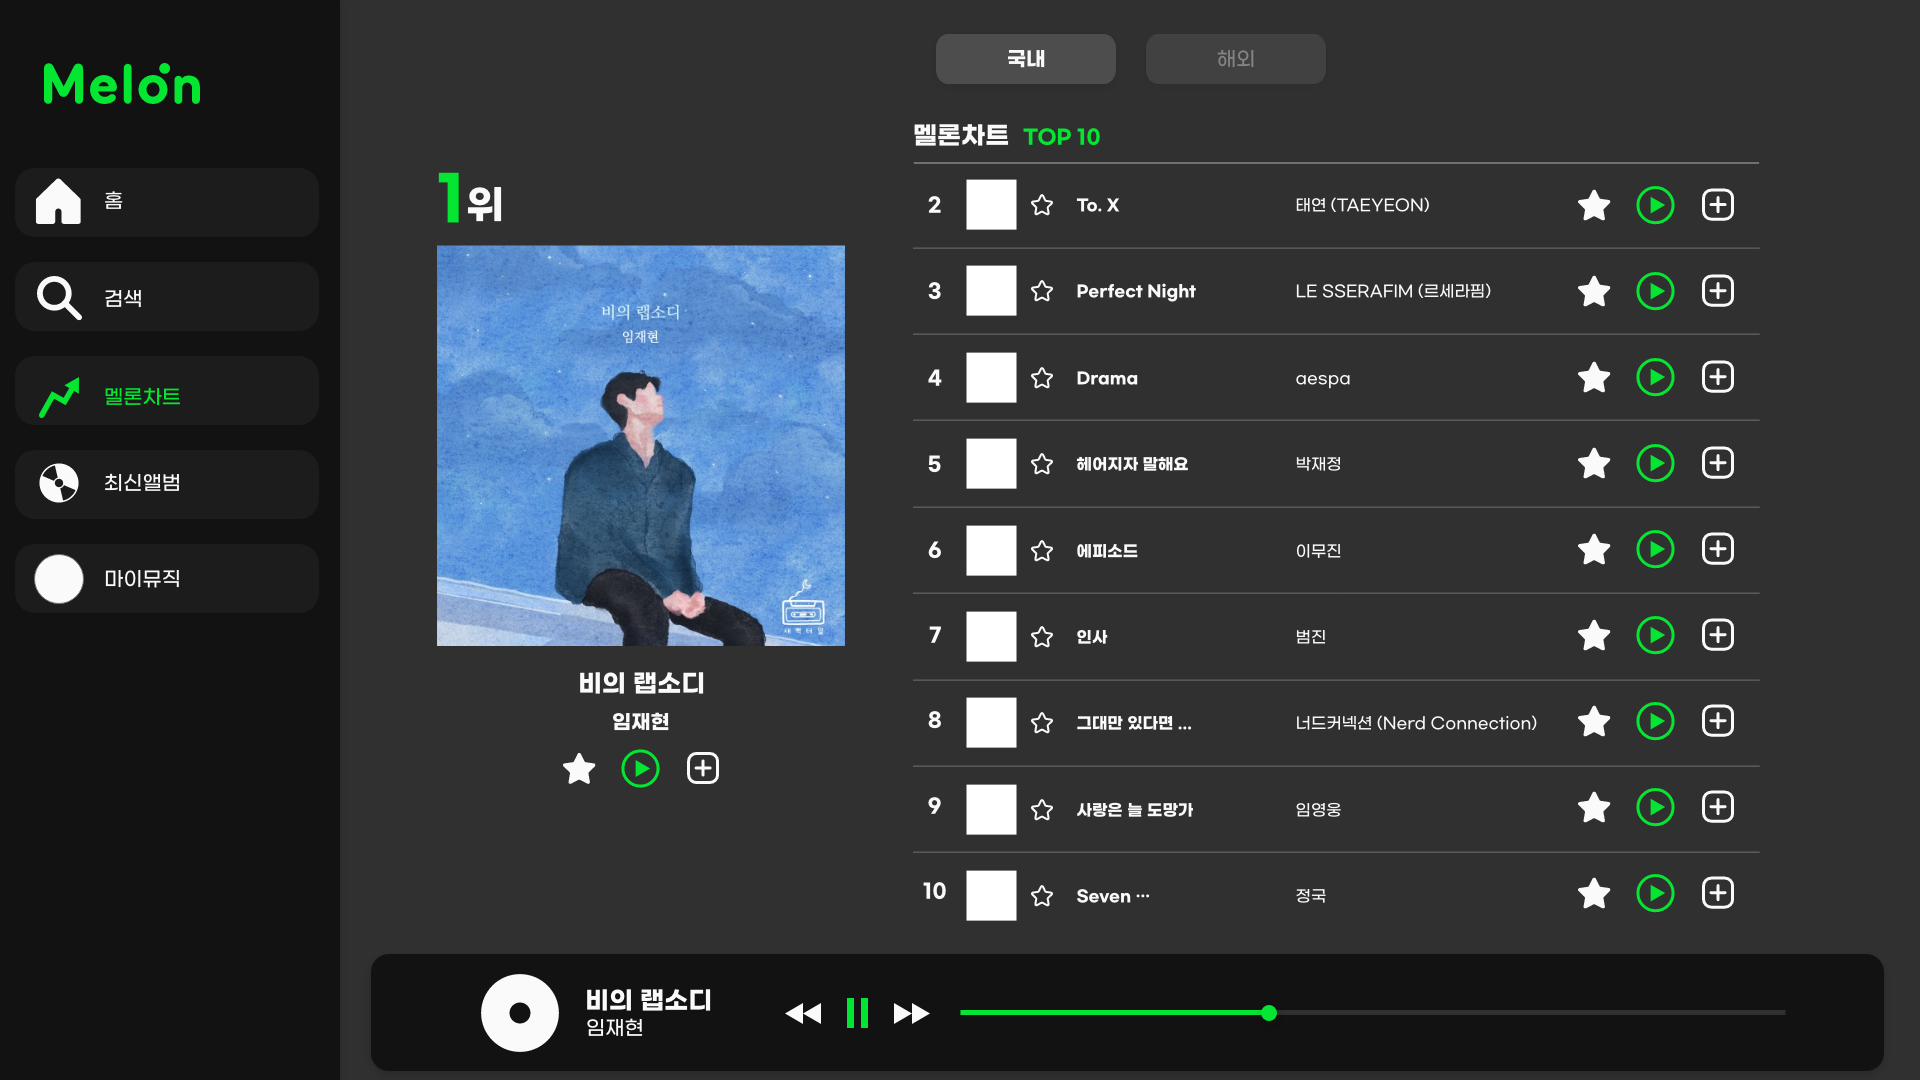 Melon
홈
검색
멜론차트
최신앨범
마이뮤직
국내
해외
1위
비의 랩소디
임재현
새벽터널
비의 랩소디
임재현
멜론차트 TOP 10
2 To. X 태연 (TAEYEON)
3 Perfect Night LE SSERAFIM (르세라핌)
4 Drama aespa
5 헤어지자 말해요 박재정
6 에피소드 이무진
7 인사 범진
8 그대만 있다면 ... 너드커넥션 (Nerd Connection)
9 사랑은 늘 도망가 임영웅
10 Seven ··· 정국
비의 랩소디
임재현